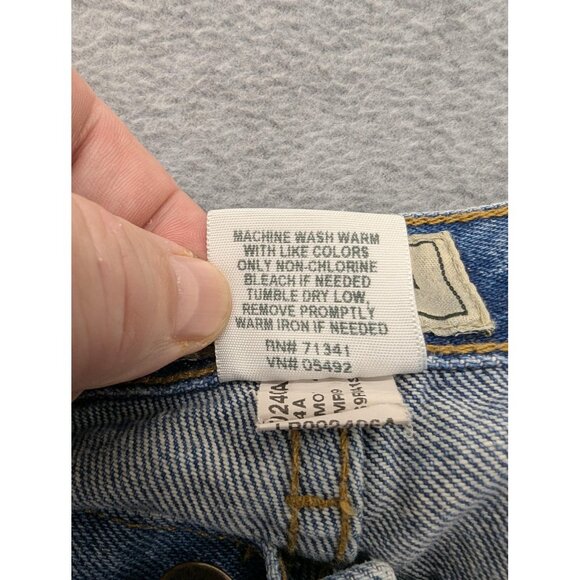 MACHINE WASH WARM
WITH LIKE COLORS
ONLY NON-CHLORINE
BLEACH IF NEEDED
TUMBLE DRY LOW,
REMOVE PROMPTLY
WARM IRON IF NEEDED
RN# 71341
VN# 05492